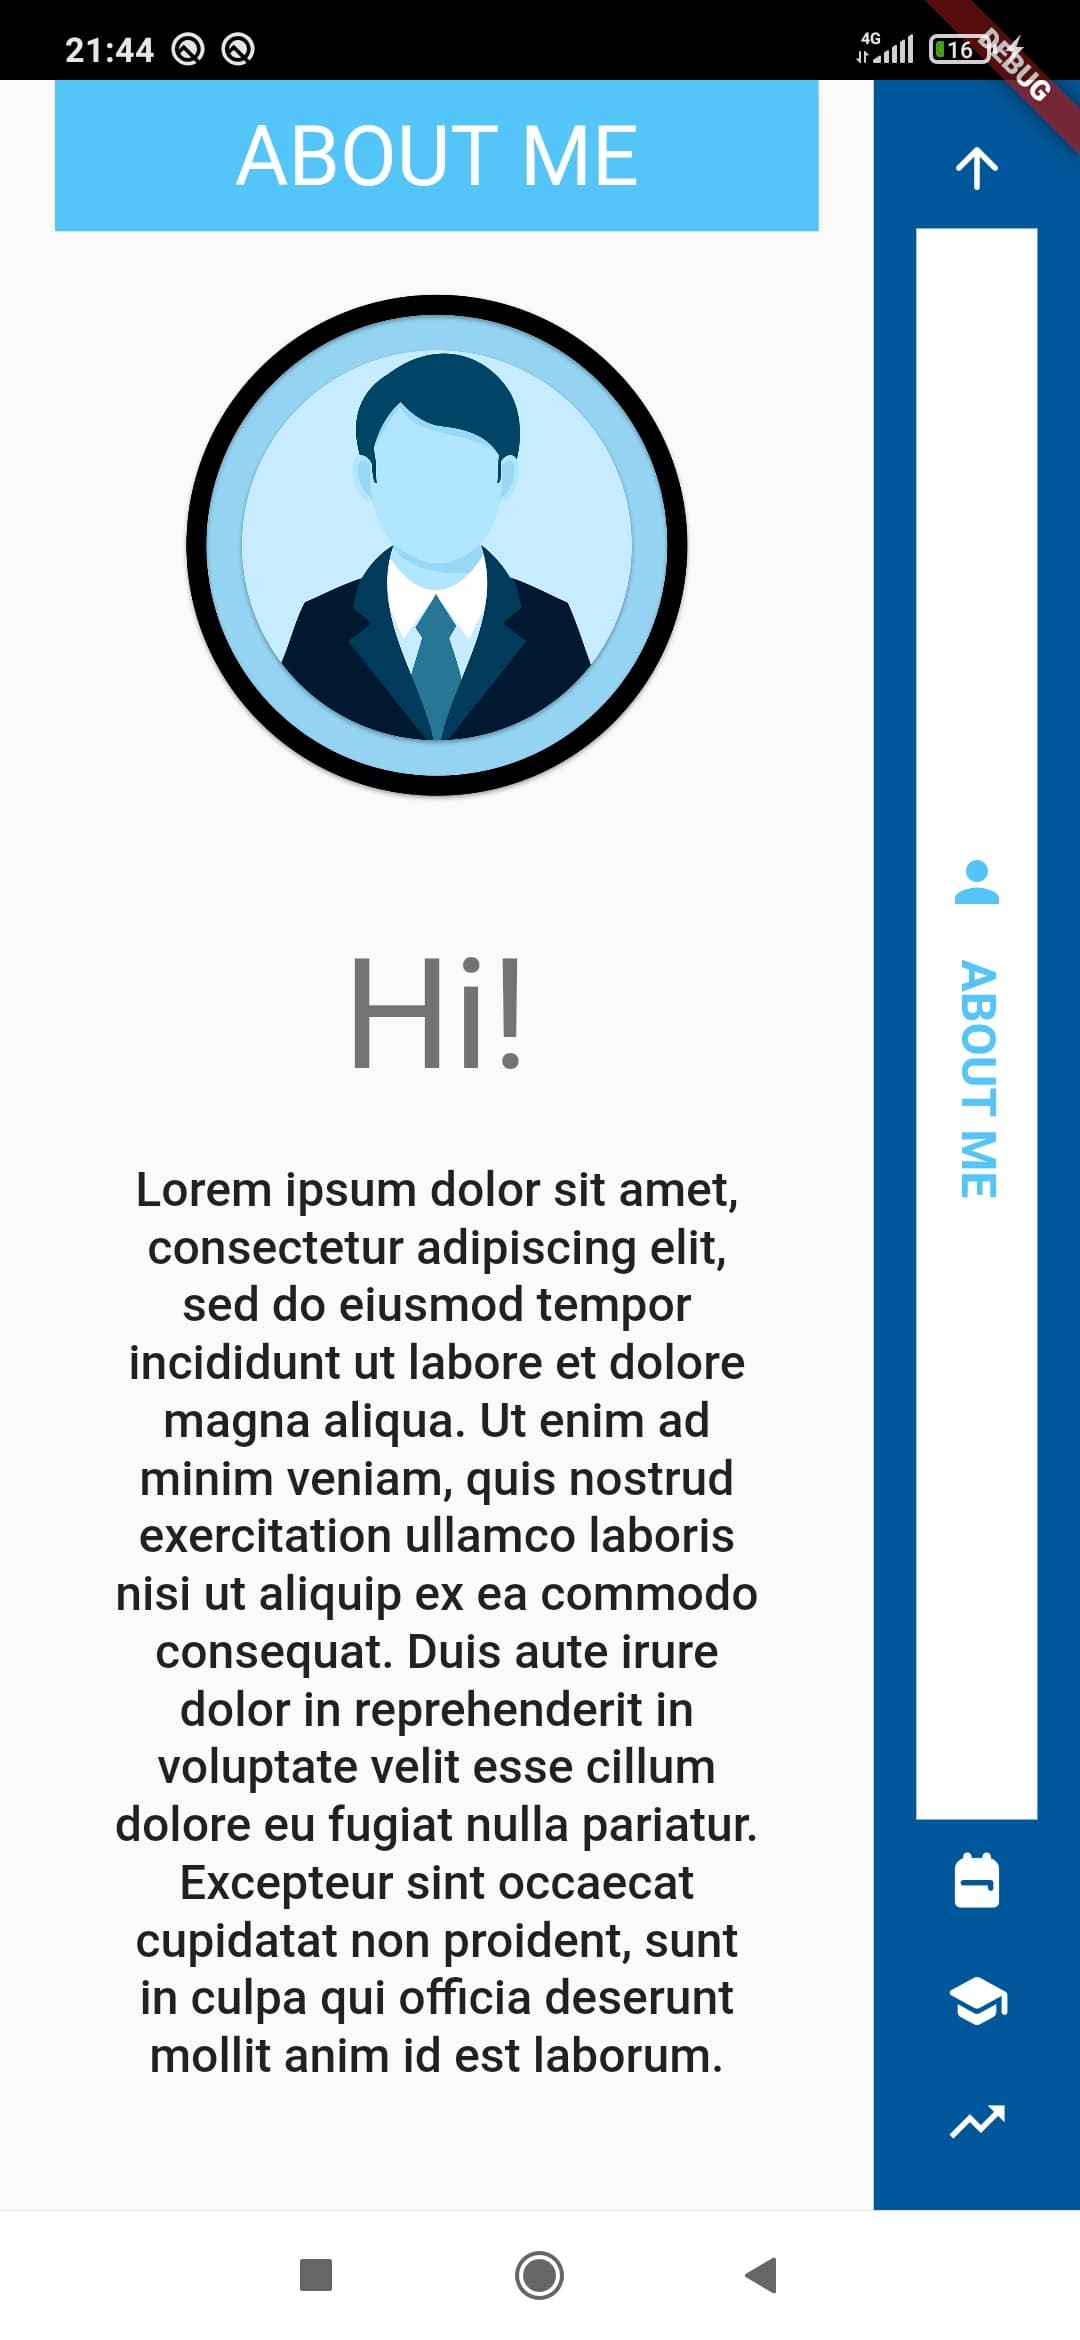 21:44
4G
16
DEBUG
ABOUT ME
Hi!
Lorem ipsum dolor sit amet,
consectetur adipiscing elit,
sed do eiusmod tempor
incididunt ut labore et dolore
magna aliqua. Ut enim ad
minim veniam, quis nostrud
exercitation ullamco laboris
nisi ut aliquip ex ea commodo
consequat. Duis aute irure
dolor in reprehenderit in
voluptate velit esse cillum
dolore eu fugiat nulla pariatur.
Excepteur sint occaecat
cupidatat non proident, sunt
in culpa qui officia deserunt
mollit anim id est laborum.
ABOUT ME